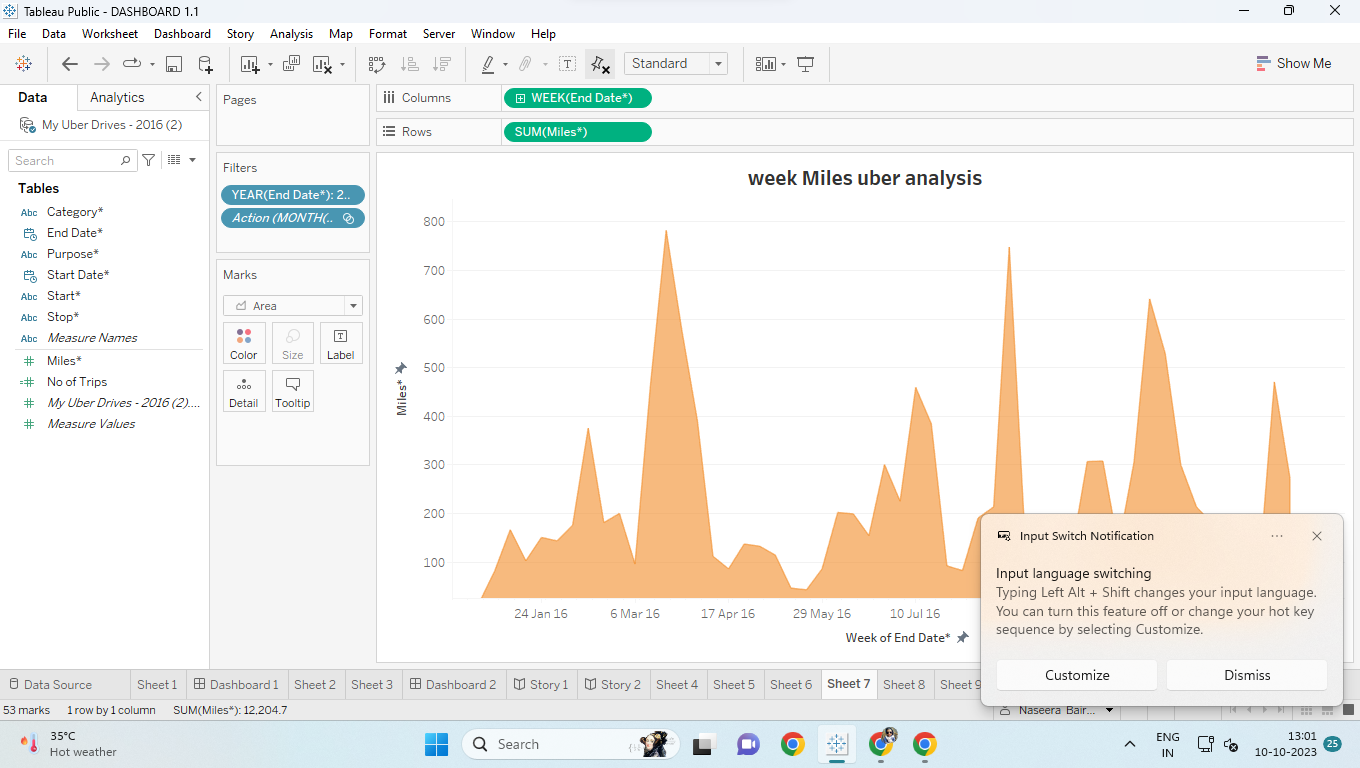 Tableau Public - DASHBOARD 1.1
File Data Worksheet Dashboard Story Analysis Map Format Server Window Help
Standard
Show Me
Data Analytics
My Uber Drives - 2016 (2)
Search
Tables
Abc Category*
End Date*
Abc Purpose*
Start Date*
Abc Start*
Abc Stop*
Abc Measure Names
Miles*
No of Trips
My Uber Drives - 2016 (2)....
Measure Values
Pages
Filters
YEAR(End Date*): 2..
Action (MONTH(..
Marks
Area
Color Size Label
Detail Tooltip
Columns WEEK(End Date*)
Rows SUM(Miles*)
week Miles uber analysis
800
700
600
500
400
300
200
100
Miles*
24 Jan 16 6 Mar 16 17 Apr 16 29 May 16 10 Jul 16
Week of End Date*
Input Switch Notification
Input language switching
Typing Left Alt + Shift changes your input language.
You can turn this feature off or change your hot key
sequence by selecting Customize.
Customize Dismiss
Data Source Sheet 1 Dashboard 1 Sheet 2 Sheet 3 Dashboard 2 Story 1 Story 2 Sheet 4 Sheet 5 Sheet 6 Sheet 7 Sheet 8 Sheet 9
53 marks 1 row by 1 column SUM(Miles*): 12,204.7
Naseera Bair...
35°C
Hot weather
Search
ENG
IN
13:01
10-10-2023
25